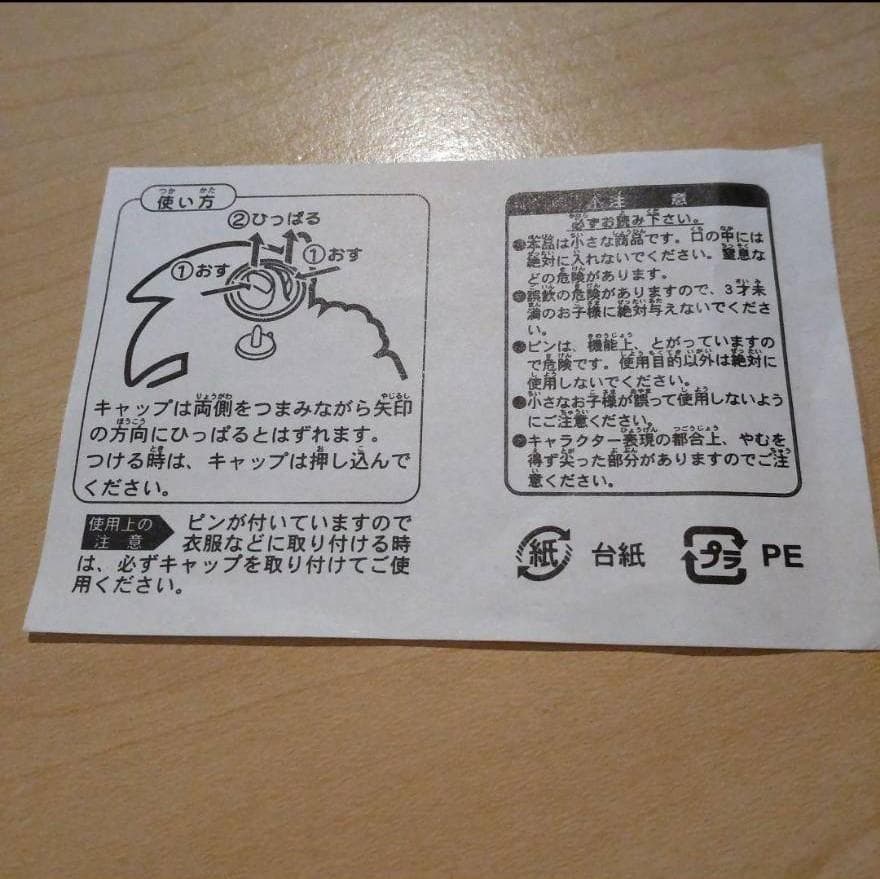 使い方
②ひっぱる
①おす
①おす
キャップは両側をつまみながら矢印
の方向にひっぱるとはずれます。
つける時は、キャップは押し込んで
ください。
使用上の
注 意
ピンが付いていますので
衣服などに取り付ける時
は、必ずキャップを取り付けてご使
用ください。
注 意
必ずお読み下さい。
●本品は小さな商品です。口の中には
絶対に入れないでください。窒息な
どの危険があります。
●誤飲の危険がありますので、3才未
満のお子様に絶対与えないでくださ
い。
●ピンは、機能上、とがっていますの
で危険です。使用目的以外は絶対に
使用しないでください。
●小さなお子様が誤って使用しないよう
にご注意ください。
●キャラクター表現の都合上、やむを
得ず尖った部分がありますのでご注
意ください。
紙 台紙 プラ PE